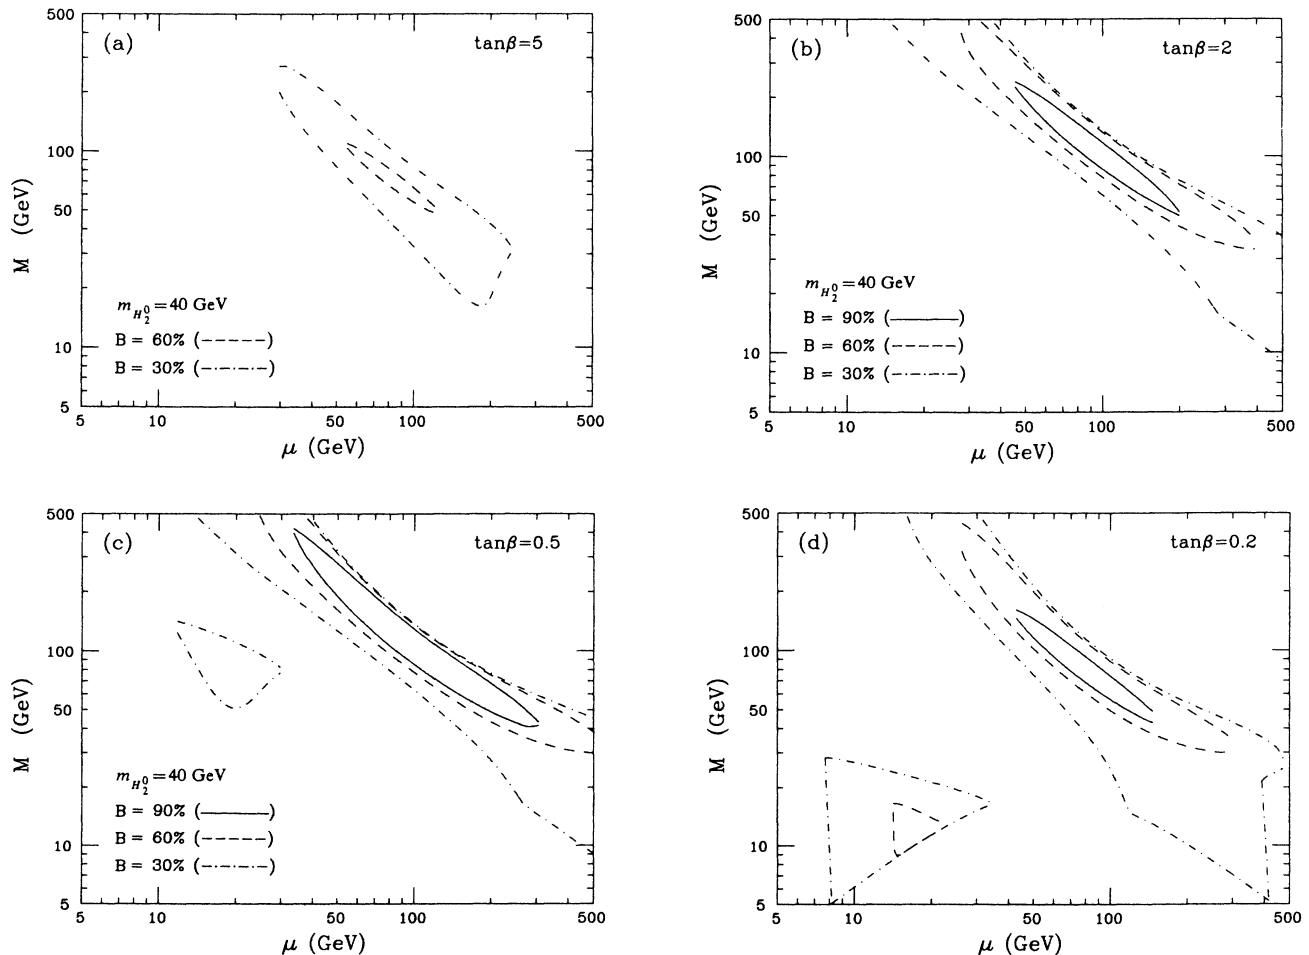 (a) tanβ=5
500
100
50
10
5
M (GeV)
m_{H_2^0}=40 GeV
B = 60% (-------)
B = 30% (-·-·-·-)
5 10 50 100 500
μ (GeV)
(b) tanβ=2
500
100
50
10
5
M (GeV)
m_{H_2^0}=40 GeV
B = 90% (———)
B = 60% (-------)
B = 30% (-·-·-·-)
5 10 50 100 500
μ (GeV)
(c) tanβ=0.5
500
100
50
10
5
M (GeV)
m_{H_2^0}=40 GeV
B = 90% (———)
B = 60% (-------)
B = 30% (-·-·-·-)
5 10 50 100 500
μ (GeV)
(d) tanβ=0.2
500
100
50
10
5
M (GeV)
5 10 50 100 500
μ (GeV)